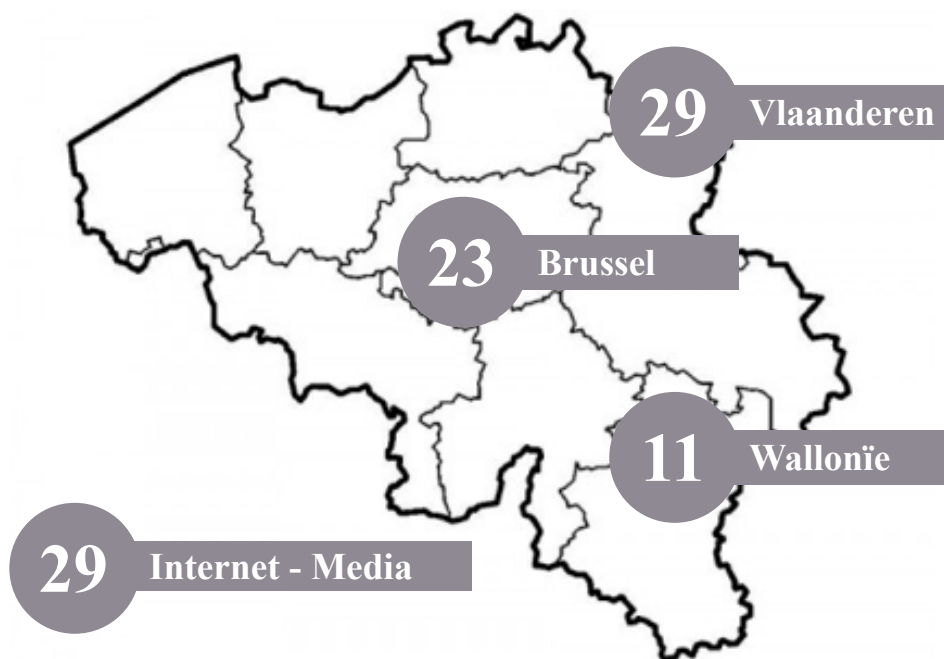 29 Vlaanderen
23 Brussel
11 Wallonïe
29 Internet - Media